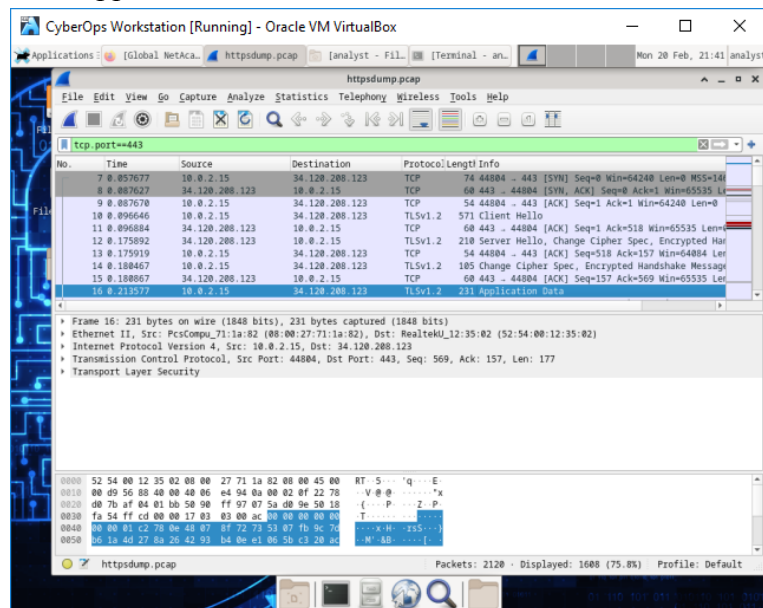 CyberOps Workstation [Running] - Oracle VM VirtualBox
Applications [Global NetAca… httpsdump.pcap [analyst - Fil… [Terminal - an… Mon 20 Feb, 21:41 analyst
httpsdump.pcap
File Edit View Go Capture Analyze Statistics Telephony Wireless Tools Help
tcp.port==443
No. Time Source Destination Protocol Length Info
7 0.057677 10.0.2.15 34.120.208.123 TCP 74 44804 → 443 [SYN] Seq=0 Win=64240 Len=0 MSS=146
8 0.087627 34.120.208.123 10.0.2.15 TCP 60 443 → 44804 [SYN, ACK] Seq=0 Ack=1 Win=65535 Le
9 0.087670 10.0.2.15 34.120.208.123 TCP 54 44804 → 443 [ACK] Seq=1 Ack=1 Win=64240 Len=0
10 0.096646 10.0.2.15 34.120.208.123 TLSv1.2 571 Client Hello
11 0.096884 34.120.208.123 10.0.2.15 TCP 60 443 → 44804 [ACK] Seq=1 Ack=518 Win=65535 Len=
12 0.175892 34.120.208.123 10.0.2.15 TLSv1.2 210 Server Hello, Change Cipher Spec, Encrypted Han
13 0.175919 10.0.2.15 34.120.208.123 TCP 54 44804 → 443 [ACK] Seq=518 Ack=157 Win=64084 Len
14 0.180467 10.0.2.15 34.120.208.123 TLSv1.2 105 Change Cipher Spec, Encrypted Handshake Message
15 0.180867 34.120.208.123 10.0.2.15 TCP 60 443 → 44804 [ACK] Seq=157 Ack=569 Win=65535 Len
16 0.213577 10.0.2.15 34.120.208.123 TLSv1.2 231 Application Data
Frame 16: 231 bytes on wire (1848 bits), 231 bytes captured (1848 bits)
Ethernet II, Src: PcsCompu_71:1a:82 (08:00:27:71:1a:82), Dst: RealtekU_12:35:02 (52:54:00:12:35:02)
Internet Protocol Version 4, Src: 10.0.2.15, Dst: 34.120.208.123
Transmission Control Protocol, Src Port: 44804, Dst Port: 443, Seq: 569, Ack: 157, Len: 177
Transport Layer Security
0000 52 54 00 12 35 02 08 00 27 71 1a 82 08 00 45 00 RT··5··· 'q····E·
0010 00 d9 56 88 40 00 40 06 e4 94 0a 00 02 0f 22 78 ··V·@·@· ······"x
0020 d0 7b af 04 01 bb 50 90 ff 97 07 5a d0 9e 50 18 ·{····P· ···Z··P·
0030 fa 54 ff cd 00 00 17 03 03 00 ac 00 00 00 00 00 ·T······ ········
0040 00 00 01 c2 78 0e 48 07 8f 72 73 53 07 fb 9c 7d ····x·H· ·rsS···}
0050 b6 1a 4d 27 8a 26 42 93 b4 0e e1 06 5b c3 20 ac ··M'·&B· ····[· ·
httpsdump.pcap Packets: 2120 · Displayed: 1608 (75.8%) Profile: Default